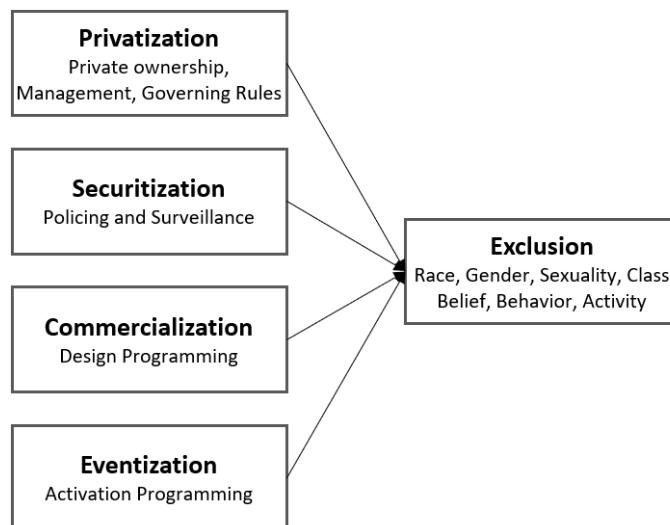 Privatization
Private ownership,
Management, Governing Rules
Securitization
Policing and Surveillance
Commercialization
Design Programming
Eventization
Activation Programming
Exclusion
Race, Gender, Sexuality, Class
Belief, Behavior, Activity